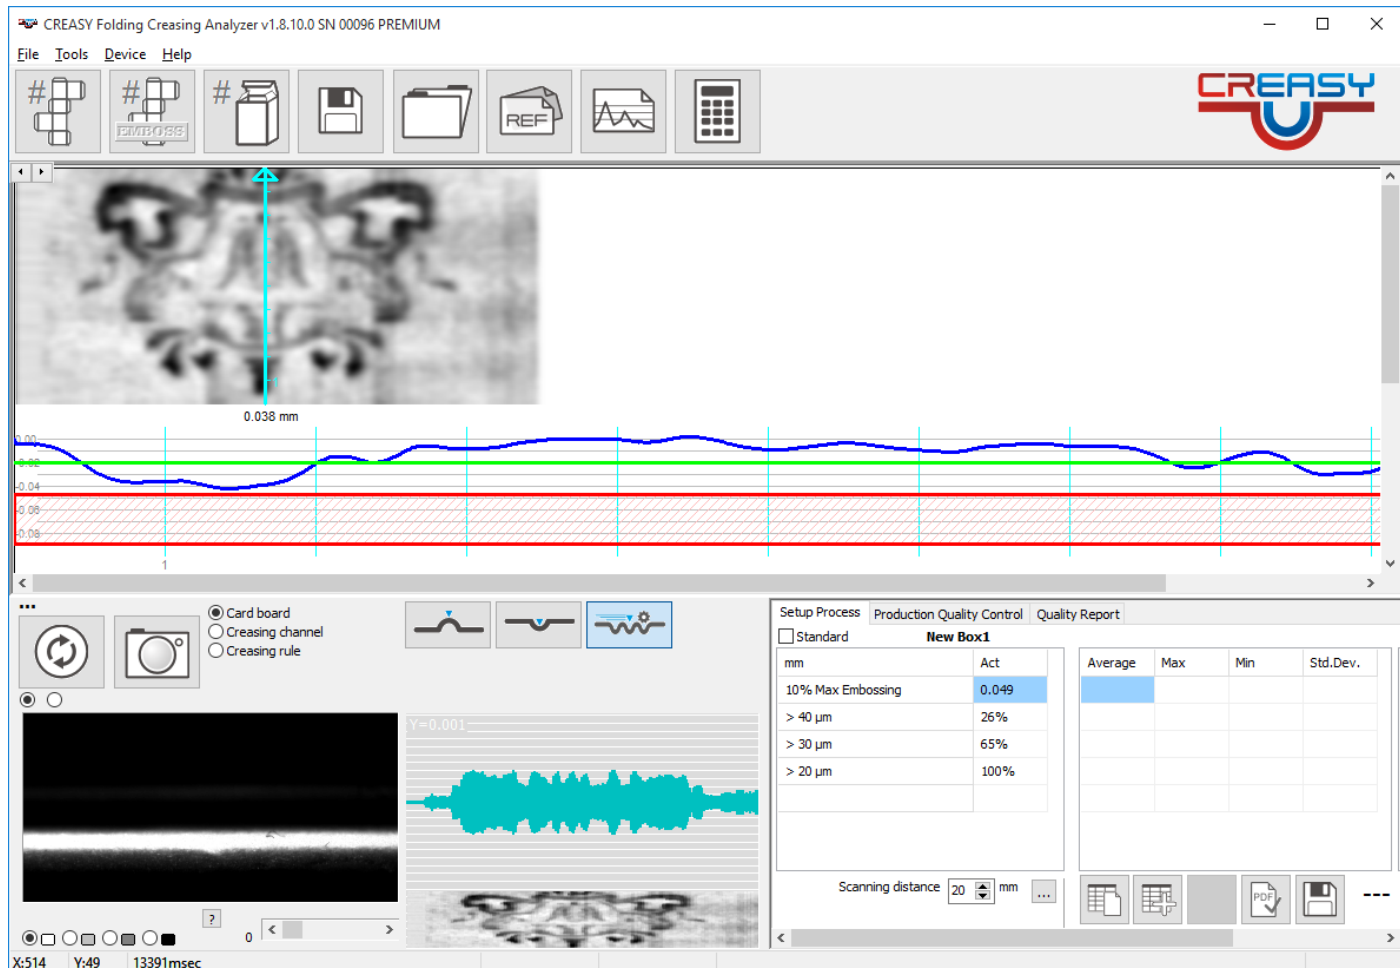 CREASY Folding Creasing Analyzer v1.8.10.0 SN 00096 PREMIUM
File Tools Device Help
# # EMBOSS # REF
CREASY
0.038 mm
0.00
-0.02
-0.04
-0.06
-0.08
1
Card board
Creasing channel
Creasing rule
Setup Process Production Quality Control Quality Report
Standard New Box1
mm Act Average Max Min Std.Dev.
10% Max Embossing 0.049
> 40 µm 26%
> 30 µm 65%
> 20 µm 100%
Y=0.001
Scanning distance 20 mm ...
PDF
---
?
0
X:514 Y:49 13391msec